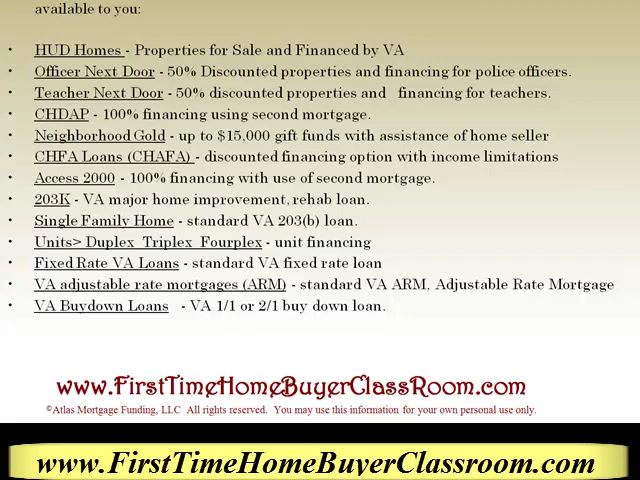 available to you:
• HUD Homes - Properties for Sale and Financed by VA
• Officer Next Door - 50% Discounted properties and financing for police officers.
• Teacher Next Door - 50% discounted properties and financing for teachers.
• CHDAP - 100% financing using second mortgage.
• Neighborhood Gold - up to $15,000 gift funds with assistance of home seller
• CHFA Loans (CHAFA) - discounted financing option with income limitations
• Access 2000 - 100% financing with use of second mortgage.
• 203K - VA major home improvement, rehab loan.
• Single Family Home - standard VA 203(b) loan.
• Units> Duplex Triplex Fourplex - unit financing
• Fixed Rate VA Loans - standard VA fixed rate loan
• VA adjustable rate mortgages (ARM) - standard VA ARM, Adjustable Rate Mortgage
• VA Buydown Loans - VA 1/1 or 2/1 buy down loan.
www.FirstTimeHomeBuyerClassRoom.com
©Atlas Mortgage Funding, LLC All rights reserved. You may use this information for your own personal use only.
www.FirstTimeHomeBuyerClassroom.com